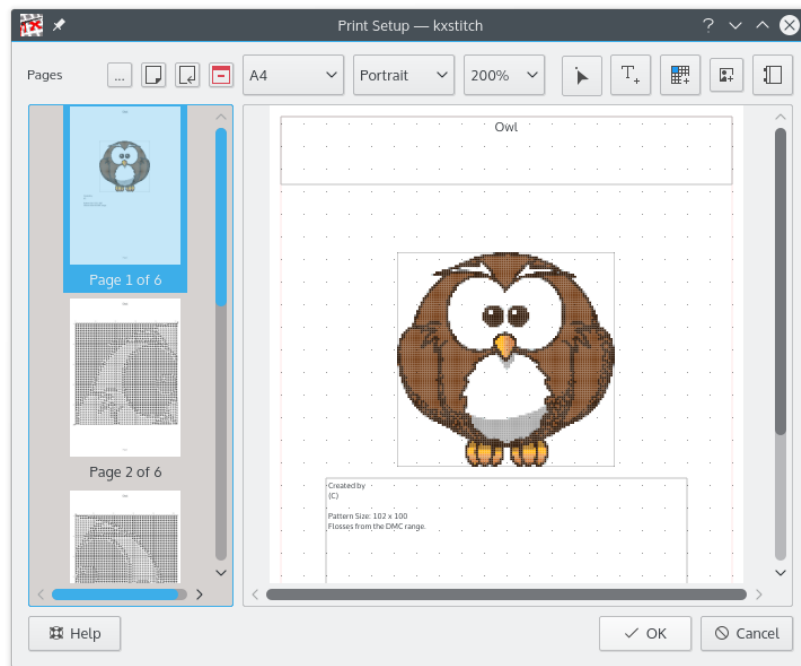 Print Setup — kxstitch
Pages
...
A4
Portrait
200%
Page 1 of 6
Page 2 of 6
Owl
Created by
(C)
Pattern Size: 102 x 100
Flosses from the DMC range.
Help
OK
Cancel